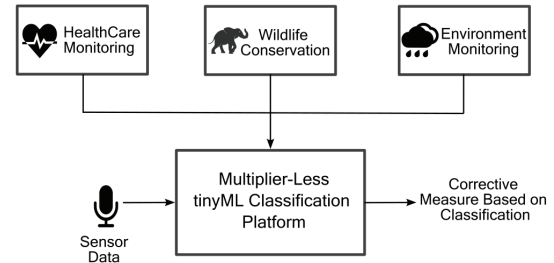 HealthCare
Monitoring
Wildlife
Conservation
Environment
Monitoring
Multiplier-Less
tinyML Classification
Platform
Sensor
Data
Corrective
Measure Based on
Classification